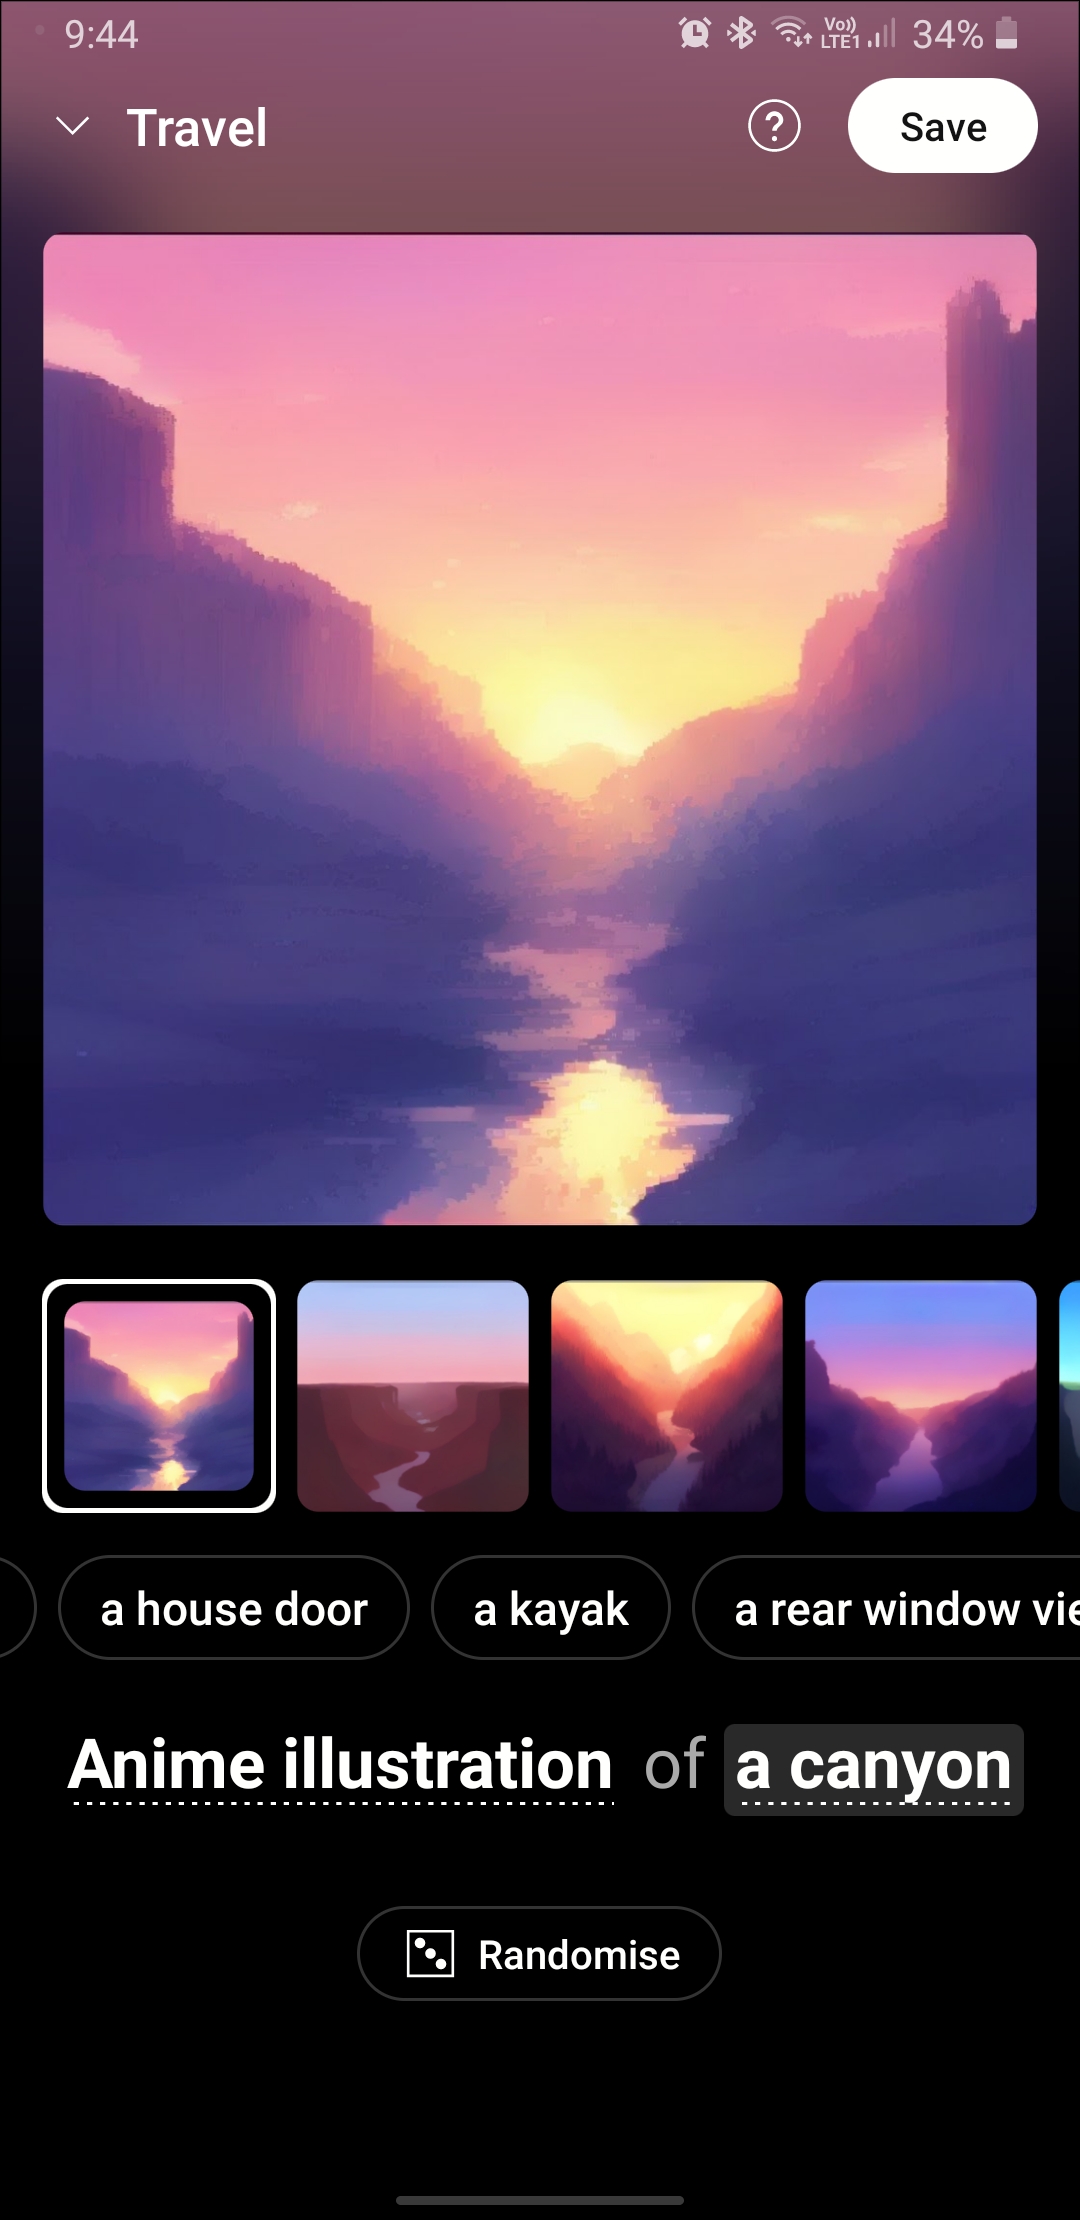 9:44
Vo))
LTE1
34%
Travel
?
Save
a house door
a kayak
a rear window vie
Anime illustration of a canyon
Randomise